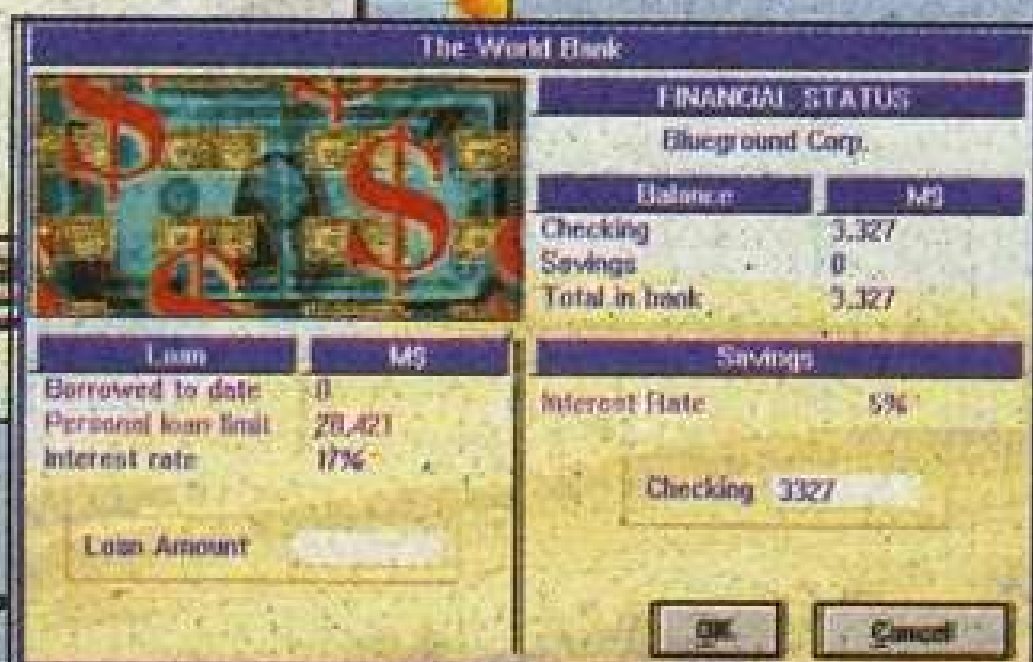 The World Bank
FINANCIAL STATUS
Blueground Corp.
Balance M$
Checking 3,327
Savings 0
Total in bank 3,327
Loan M$
Borrowed to date 0
Personal loan limit 28,421
Interest rate 17%
Loan Amount
Savings
Interest Rate 5%
Checking 3327
OK Cancel